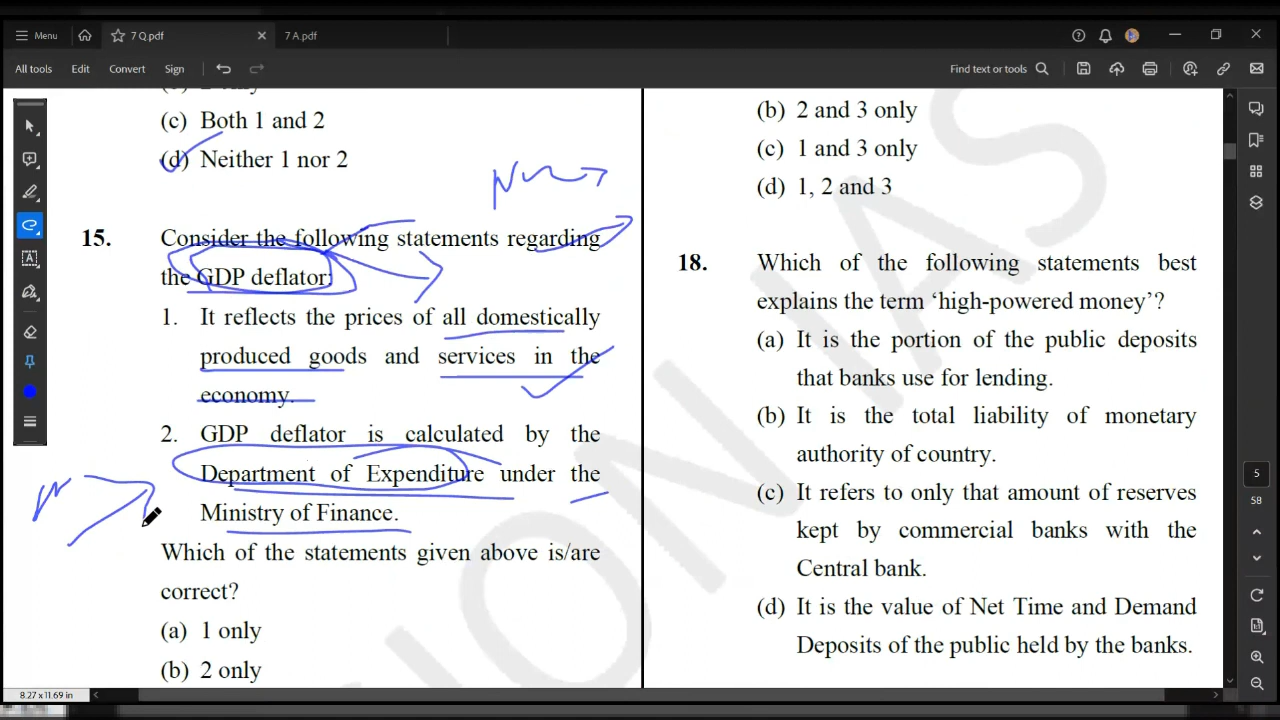 Menu
7 Q.pdf
7 A.pdf
All tools
Edit
Convert
Sign
Find text or tools
(c) Both 1 and 2
(d) Neither 1 nor 2
15. Consider the following statements regarding
the GDP deflator:
1. It reflects the prices of all domestically
produced goods and services in the
economy.
2. GDP deflator is calculated by the
Department of Expenditure under the
Ministry of Finance.
Which of the statements given above is/are
correct?
(a) 1 only
(b) 2 only
(b) 2 and 3 only
(c) 1 and 3 only
(d) 1, 2 and 3
18. Which of the following statements best
explains the term ‘high-powered money’?
(a) It is the portion of the public deposits
that banks use for lending.
(b) It is the total liability of monetary
authority of country.
(c) It refers to only that amount of reserves
kept by commercial banks with the
Central bank.
(d) It is the value of Net Time and Demand
Deposits of the public held by the banks.
5
58
8.27 x 11.69 in
ION IAS